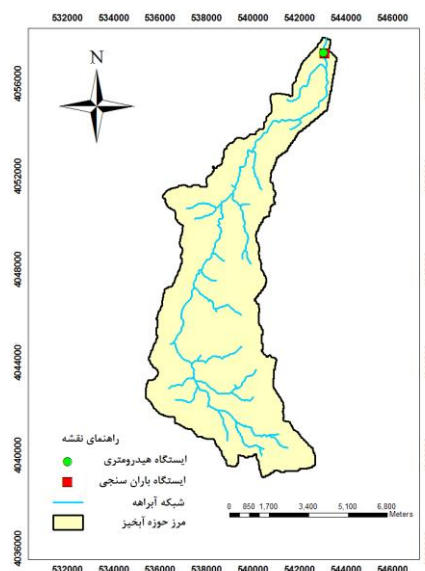 532000 534000 536000 538000 540000 542000 544000 546000
4056000
4052000
4048000
4044000
4040000
4036000
N
راهنمای نقشه
ایستگاه هیدرومتری
ایستگاه باران سنجی
شبکه آبراهه
مرز حوزه آبخیز
0 850 1,700 3,400 5,100 6,800
Meters
532000 534000 536000 538000 540000 542000 544000 546000